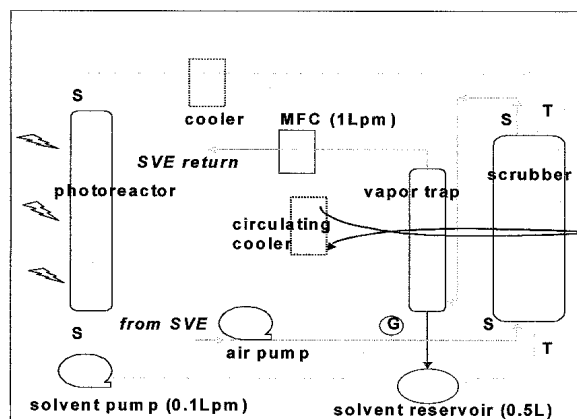 S
cooler
MFC (1Lpm)
S
T
SVE return
photoreactor
vapor trap
scrubber
circulating
cooler
S
from SVE
G
S
air pump
T
solvent pump (0.1Lpm)
solvent reservoir (0.5L)